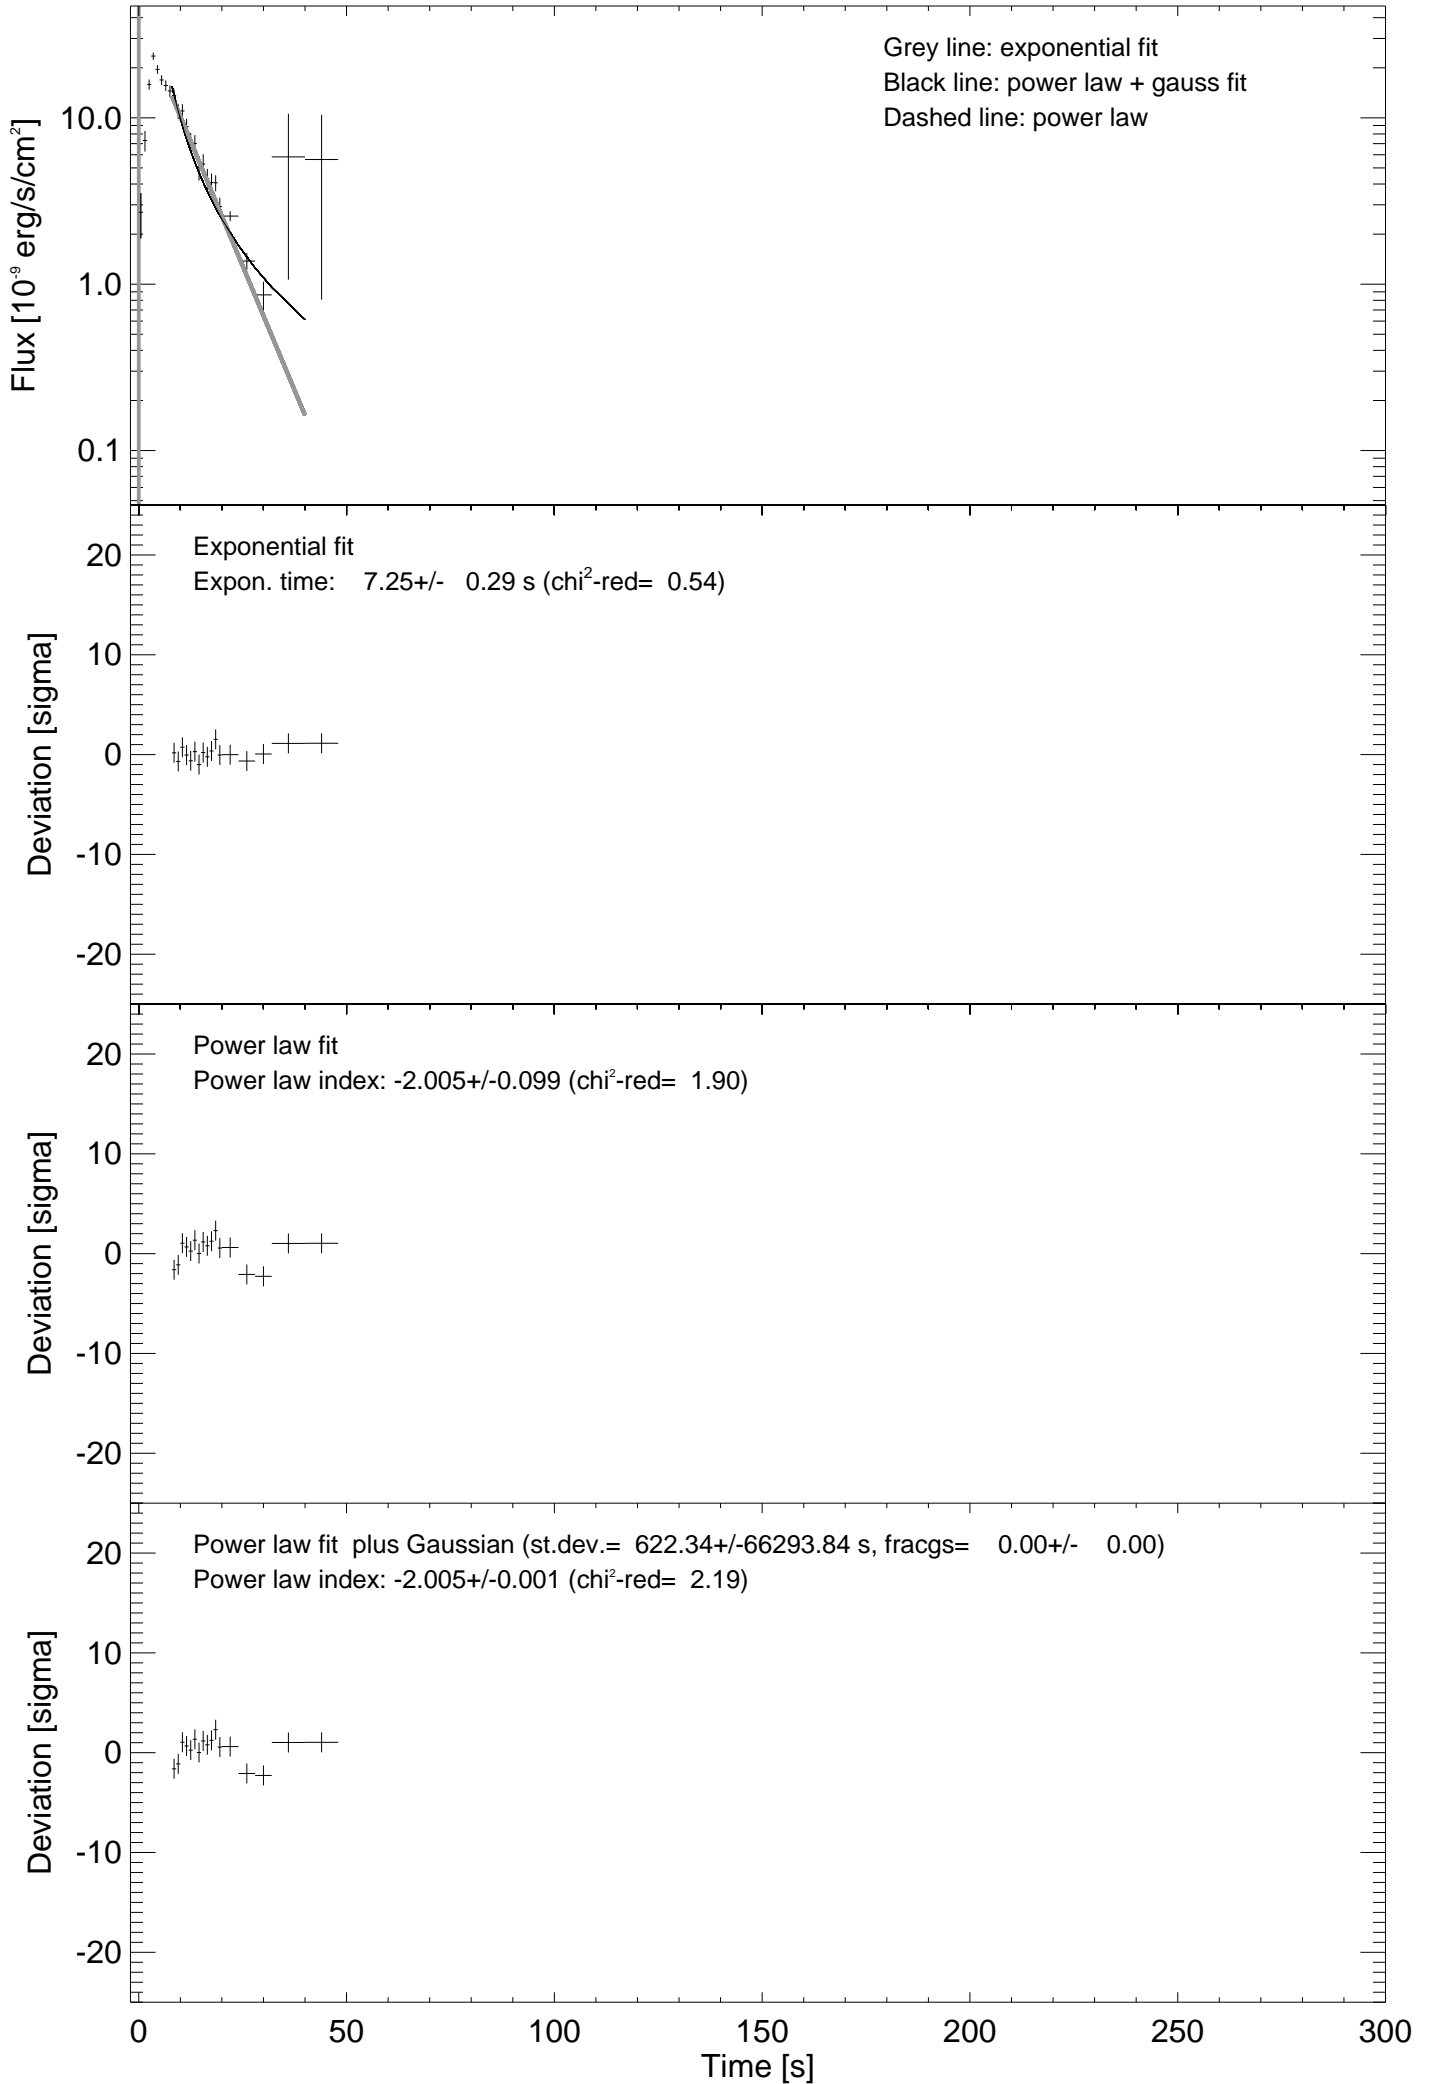 Grey line: exponential fit
Black line: power law + gauss fit
Dashed line: power law
10.0
1.0
0.1
Flux [10⁻⁹ erg/s/cm²]
Exponential fit
Expon. time: 7.25+/- 0.29 s (chi²-red= 0.54)
20
10
0
-10
-20
Deviation [sigma]
Power law fit
Power law index: -2.005+/-0.099 (chi²-red= 1.90)
20
10
0
-10
-20
Deviation [sigma]
Power law fit plus Gaussian (st.dev.= 622.34+/-66293.84 s, fracgs= 0.00+/- 0.00)
Power law index: -2.005+/-0.001 (chi²-red= 2.19)
20
10
0
-10
-20
Deviation [sigma]
0 50 100 150 200 250 300
Time [s]